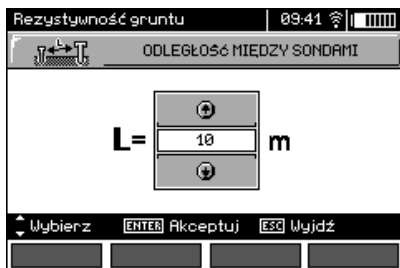 Rezystywność gruntu 09:41
L
ODLEGŁOŚĆ MIĘDZY SONDAMI
L= 10 m
Wybierz ENTER Akceptuj ESC Wyjdź